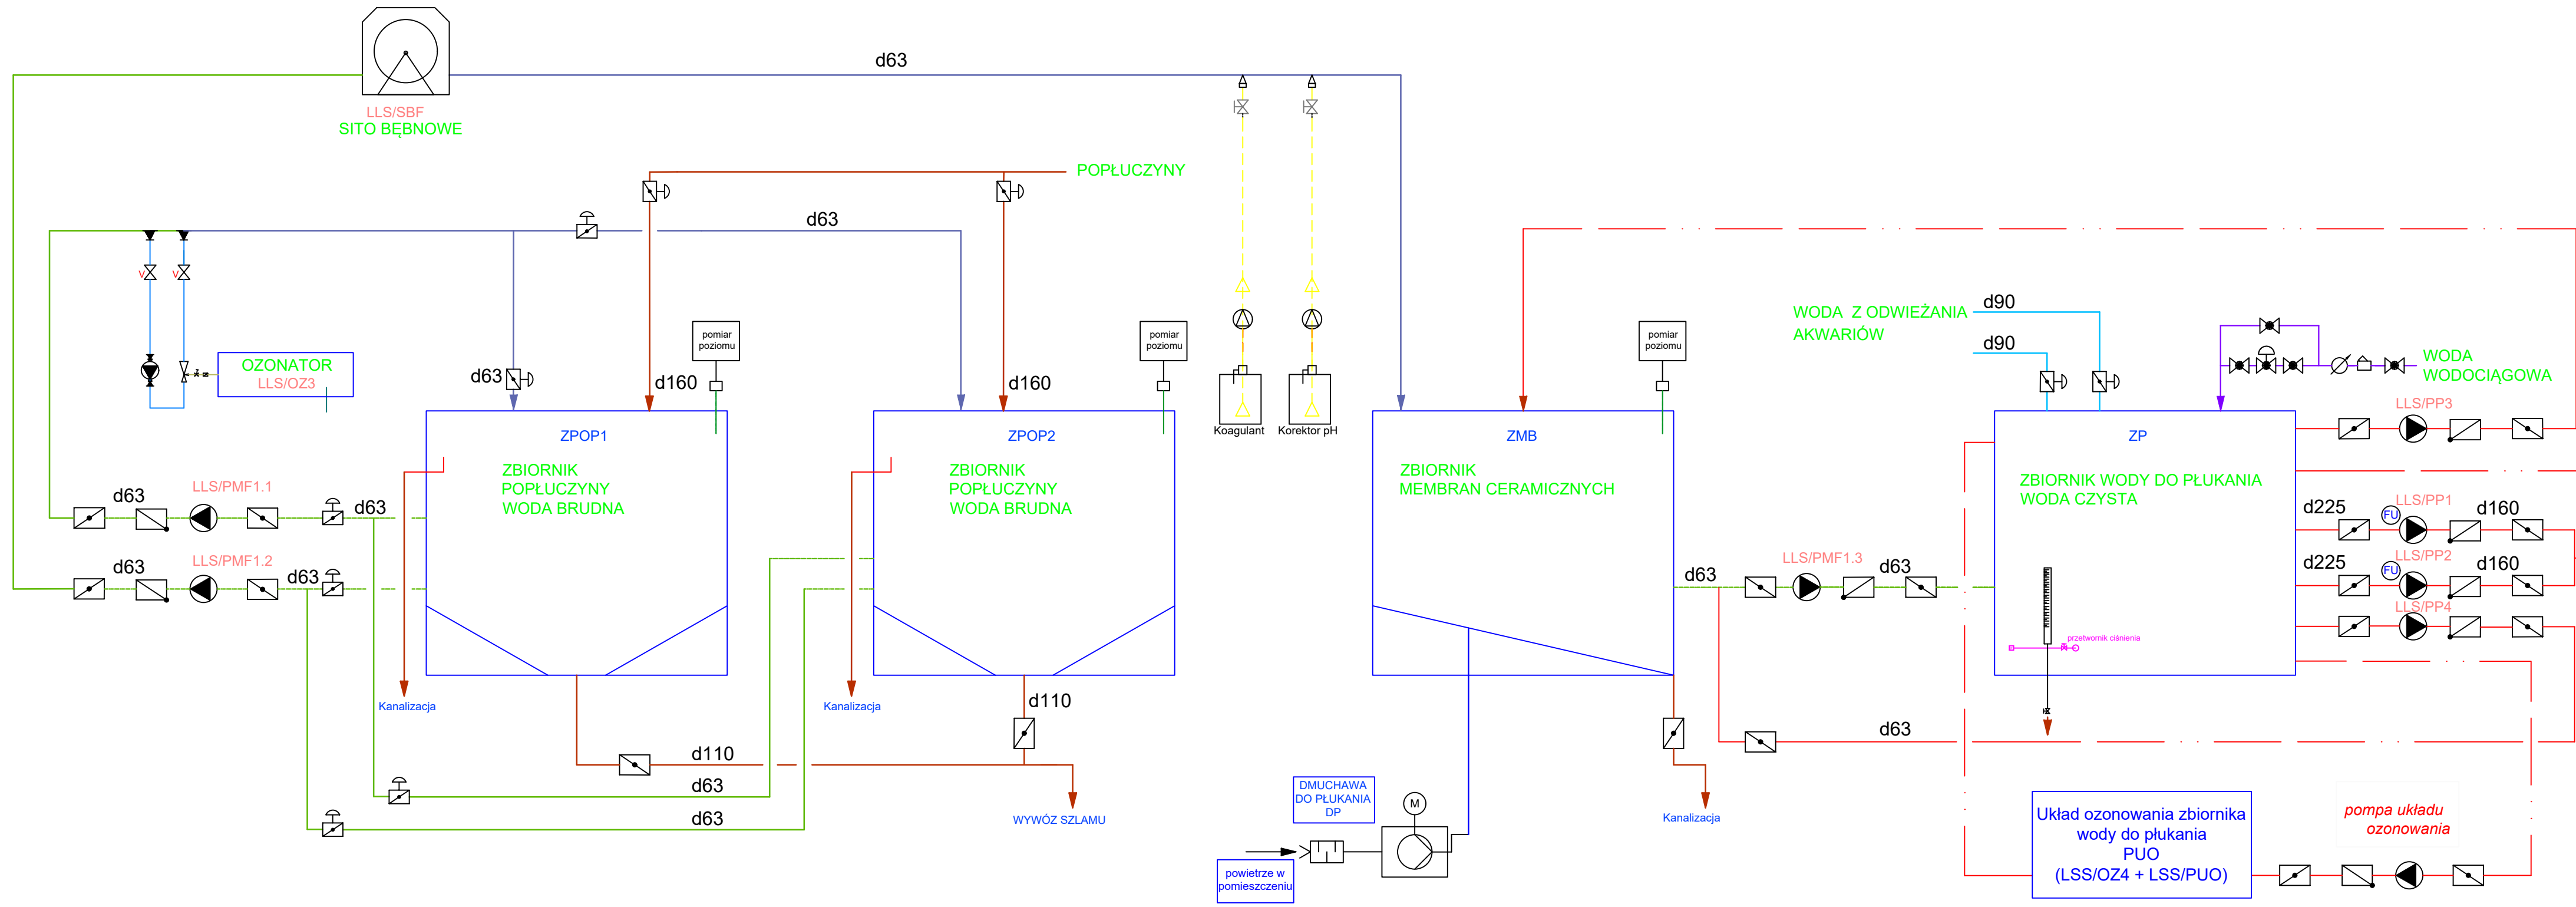 d63
LLS/SBF
SITO BĘBNOWE
POPŁUCZYNY
d63
V
V
OZONATOR
LLS/OZ3
d63
d160
pomiar
poziomu
d160
pomiar
poziomu
Koagulant
Korektor pH
pomiar
poziomu
WODA Z ODWIEŻANIA
AKWARIÓW
d90
d90
WODA
WODOCIĄGOWA
ZPOP1
ZBIORNIK
POPŁUCZYNY
WODA BRUDNA
ZPOP2
ZBIORNIK
POPŁUCZYNY
WODA BRUDNA
ZMB
ZBIORNIK
MEMBRAN CERAMICZNYCH
ZP
ZBIORNIK WODY DO PŁUKANIA
WODA CZYSTA
LLS/PP3
d63
LLS/PMF1.1
d63
d63
LLS/PMF1.2
d63
d63
LLS/PMF1.3
d63
d225
FU
LLS/PP1
d160
d225
FU
LLS/PP2
d160
LLS/PP4
przetwornik ciśnienia
Kanalizacja
Kanalizacja
d110
d110
d63
d63
WYWÓZ SZLAMU
d63
DMUCHAWA
DO PŁUKANIA
DP
M
powietrze w
pomieszczeniu
Kanalizacja
Układ ozonowania zbiornika
wody do płukania
PUO
(LSS/OZ4 + LSS/PUO)
pompa układu
ozonowania